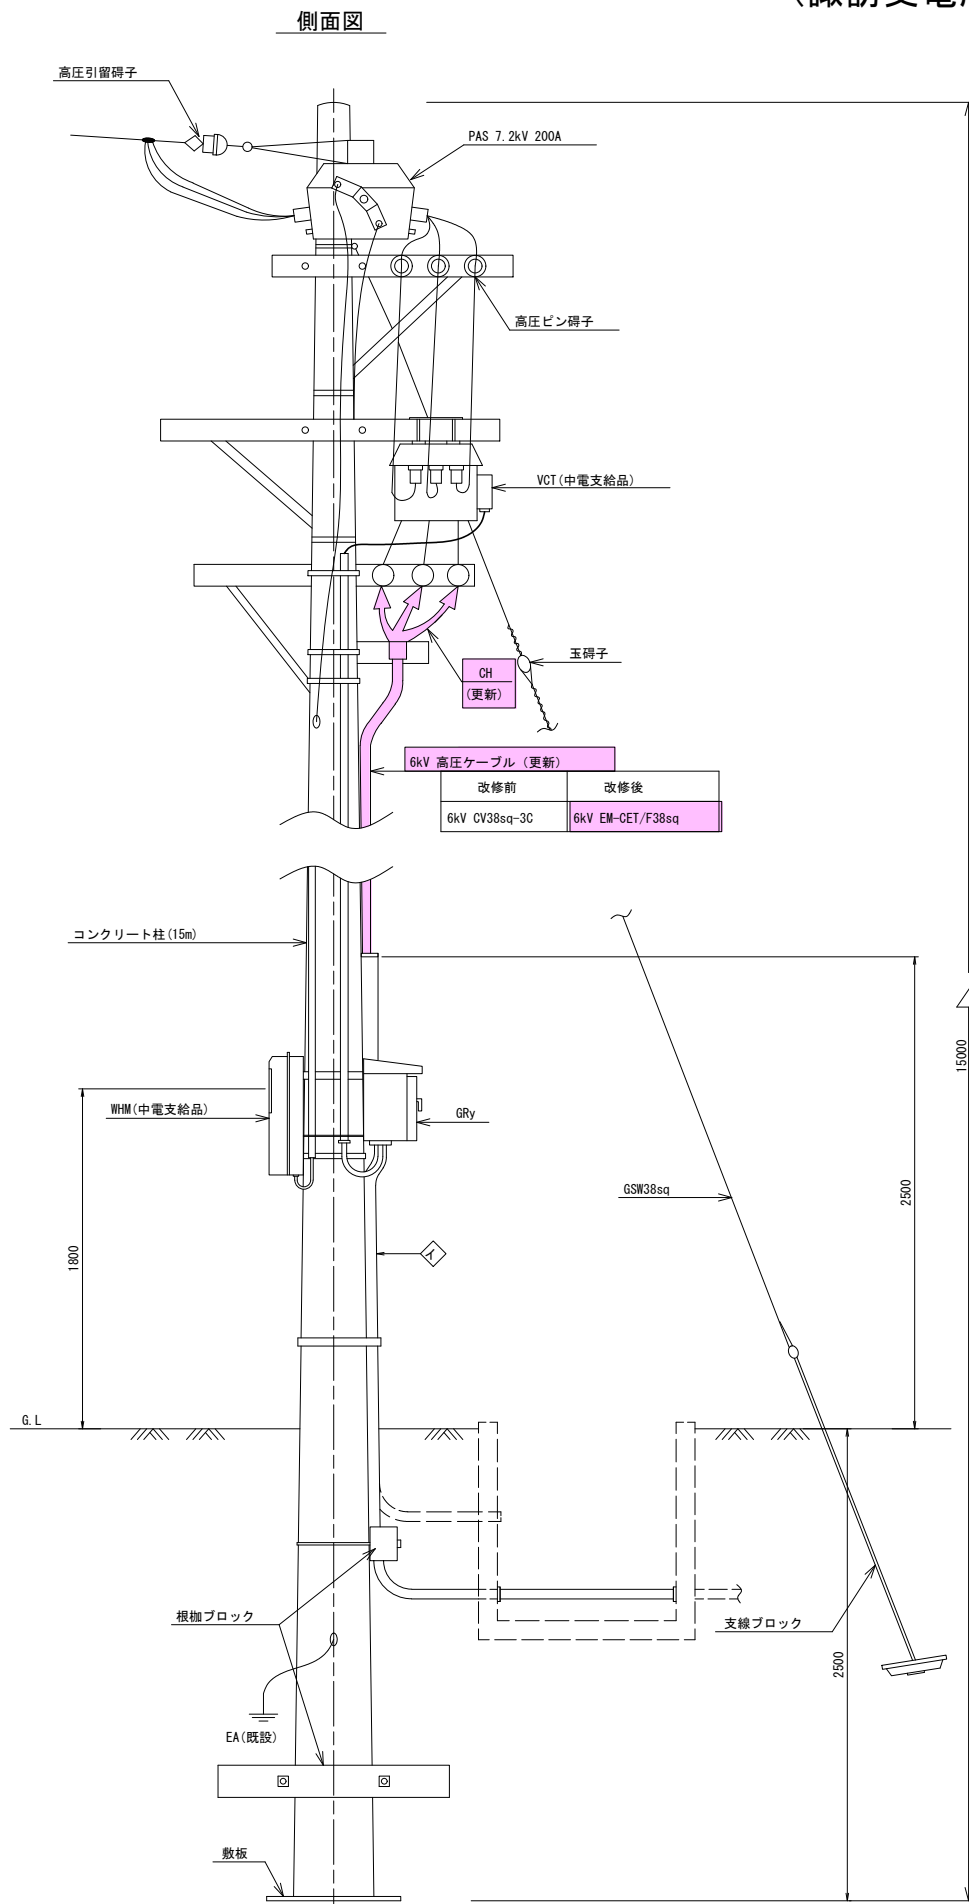 (諏訪変電
側面図
高圧引留碍子
PAS 7.2kV 200A
高圧ピン碍子
VCT(中電支給品)
玉碍子
CH
(更新)
6kV 高圧ケーブル (更新)
改修前 改修後
6kV CV38sq-3C 6kV EM-CET/F38sq
コンクリート柱(15m)
15000
WHM(中電支給品)
GRy
GSW38sq
2500
1800
イ
G.L
根枷ブロック
支線ブロック
2500
EA(既設)
敷板